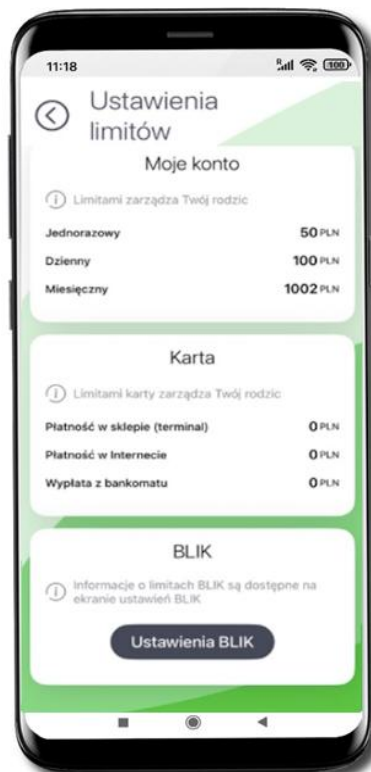 11:18
R
100
Ustawienia
limitów
Moje konto
Limitami zarządza Twój rodzic
Jednorazowy 50 PLN
Dzienny 100 PLN
Miesięczny 1002 PLN
Karta
Limitami karty zarządza Twój rodzic
Płatność w sklepie (terminal) 0 PLN
Płatność w Internecie 0 PLN
Wypłata z bankomatu 0 PLN
BLIK
Informacje o limitach BLIK są dostępne na
ekranie ustawień BLIK
Ustawienia BLIK